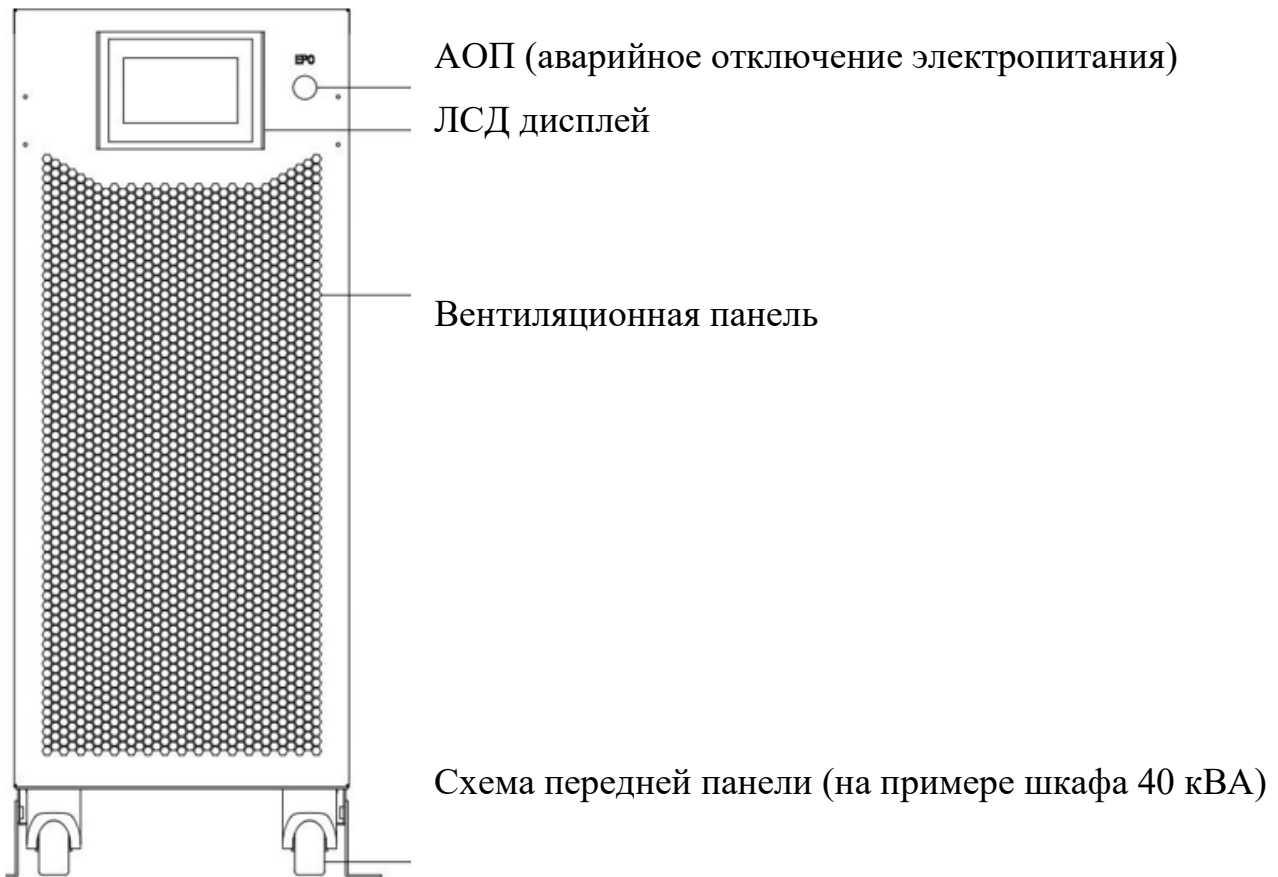 EPO
АОП (аварийное отключение электропитания)
ЛСД дисплей
Вентиляционная панель
Схема передней панели (на примере шкафа 40 кВА)